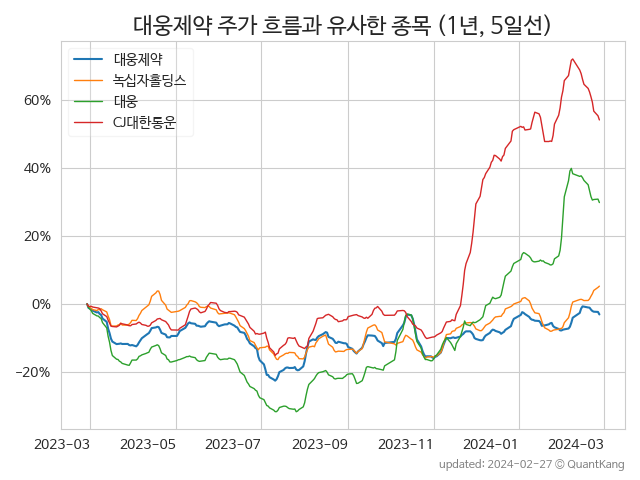 대웅제약 주가 흐름과 유사한 종목 (1년, 5일선)
대웅제약
녹십자홀딩스
대웅
CJ대한통운
60%
40%
20%
0%
−20%
2023-03 2023-05 2023-07 2023-09 2023-11 2024-01 2024-03
updated: 2024-02-27 © QuantKang